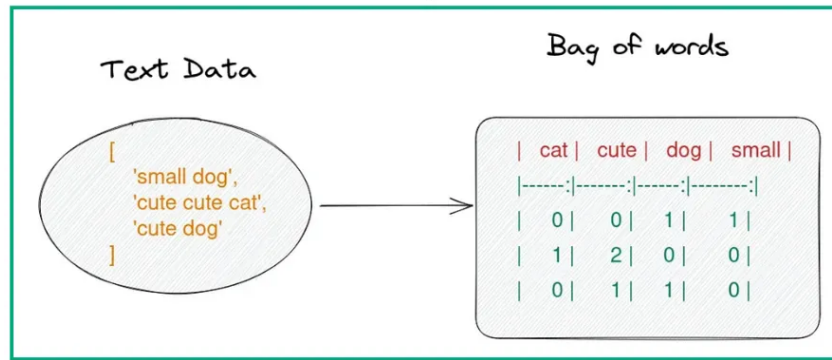 Text Data
[
'small dog',
'cute cute cat',
'cute dog'
]
Bag of words
| cat | cute | dog | small |
|------:|-------:|------:|--------:|
| 0 | 0 | 1 | 1 |
| 1 | 2 | 0 | 0 |
| 0 | 1 | 1 | 0 |